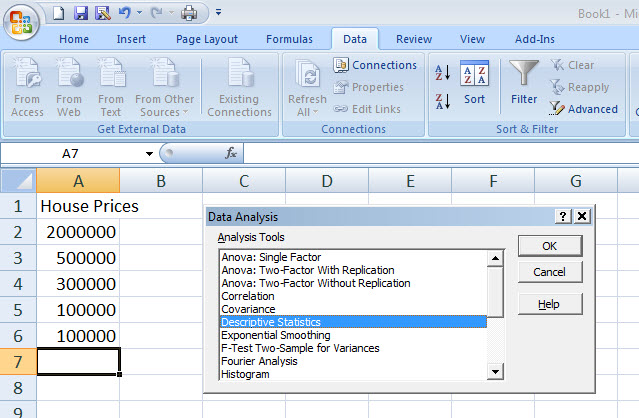 Book1 - Mi
Home Insert Page Layout Formulas Data Review View Add-Ins
From Access
From Web
From Text
From Other Sources
Existing Connections
Get External Data
Refresh All
Connections
Properties
Edit Links
Connections
A Z
Z A
Z A A Z
Sort
Filter
Clear
Reapply
Advanced
Sort & Filter
A7 fx
A B C D E F G
1 House Prices
2 2000000
3 500000
4 300000
5 100000
6 100000
7
8
Data Analysis ? X
Analysis Tools
Anova: Single Factor
Anova: Two-Factor With Replication
Anova: Two-Factor Without Replication
Correlation
Covariance
Descriptive Statistics
Exponential Smoothing
F-Test Two-Sample for Variances
Fourier Analysis
Histogram
OK
Cancel
Help